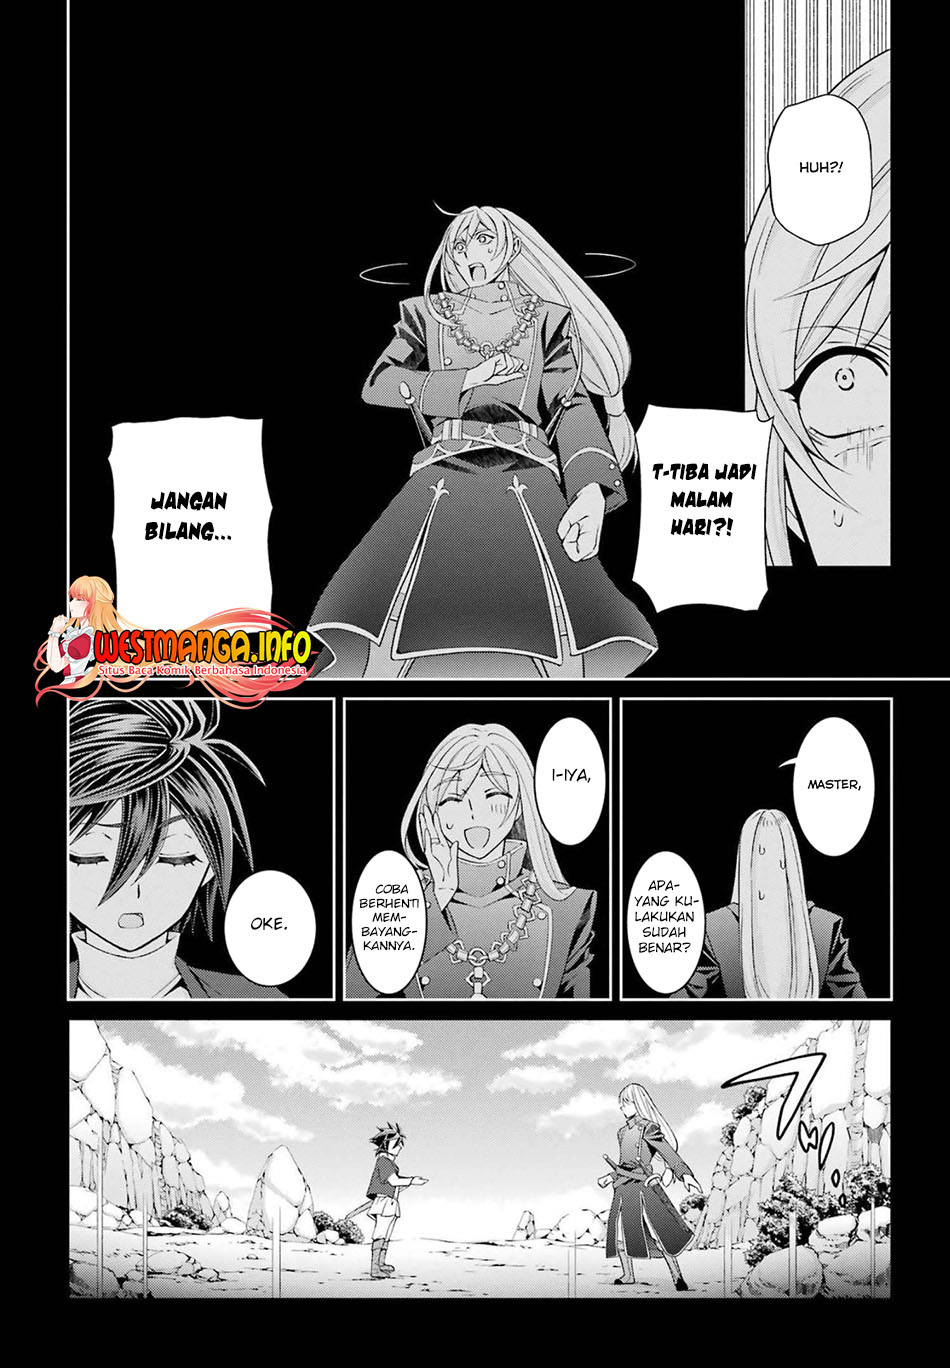 HUH?!
T-TIBA JADI
MALAM
HARI?!
JANGAN
BILANG...
WESTMANGA.INFO
Situs Baca Komik Berbahasa Indonesia
MASTER,
APA-
YANG KU-
LAKUKAN
SUDAH
BENAR?
I-IYA,
COBA
BERHENTI
MEM-
BAYANG-
KANNYA.
OKE.